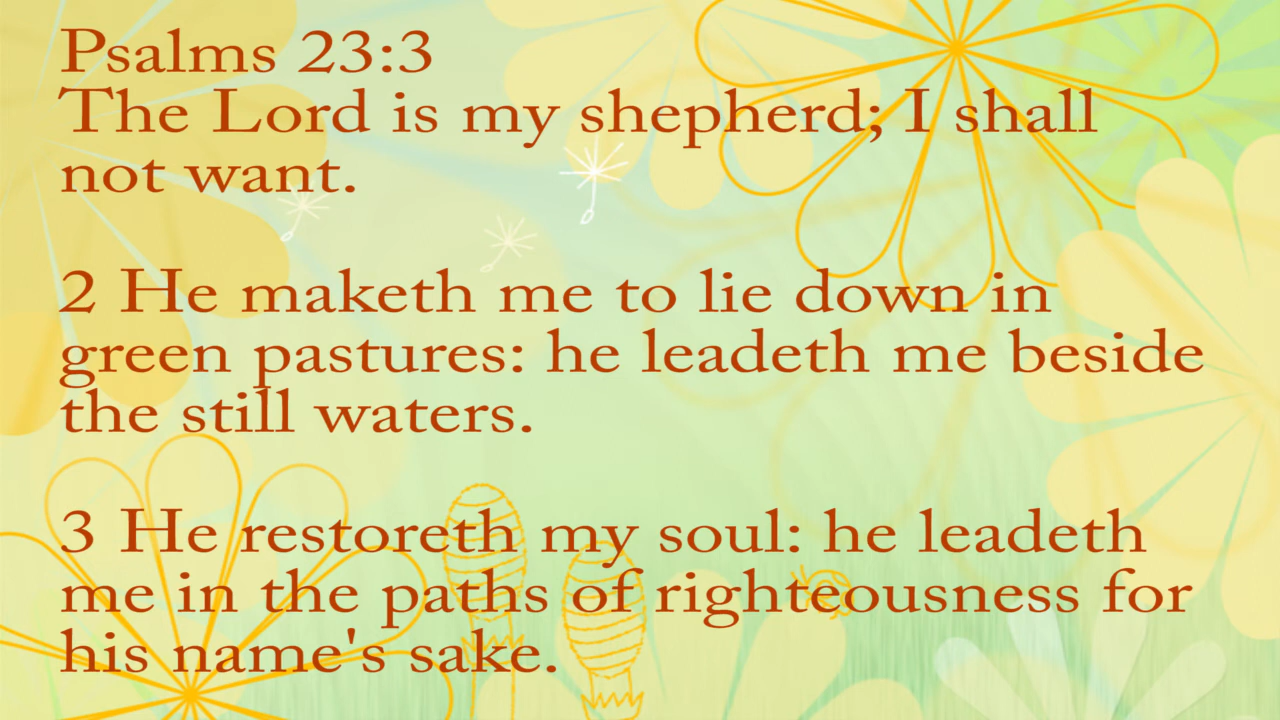 Psalms 23:3
The Lord is my shepherd; I shall
not want.
2 He maketh me to lie down in
green pastures: he leadeth me beside
the still waters.
3 He restoreth my soul: he leadeth
me in the paths of righteousness for
his name's sake.